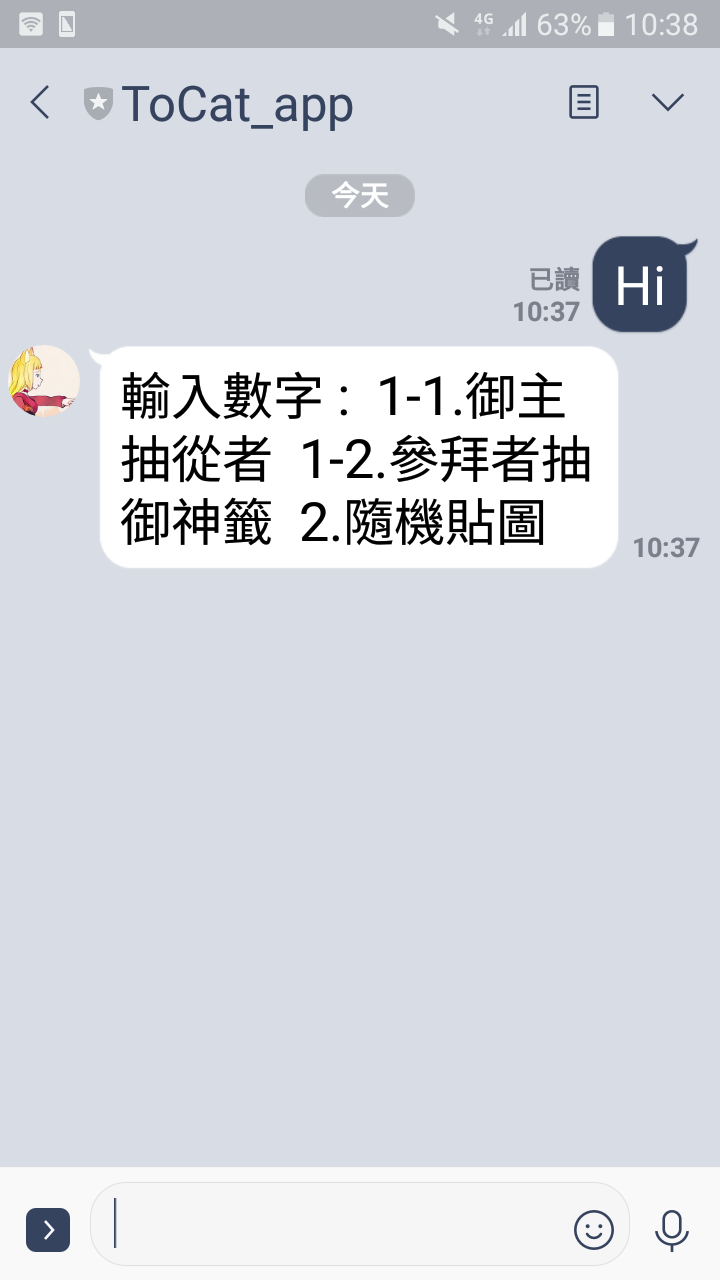 4G 63% 10:38
ToCat_app
今天
已讀
10:37
Hi
輸入數字： 1-1.御主
抽從者 1-2.參拜者抽
御神籤 2.隨機貼圖
10:37